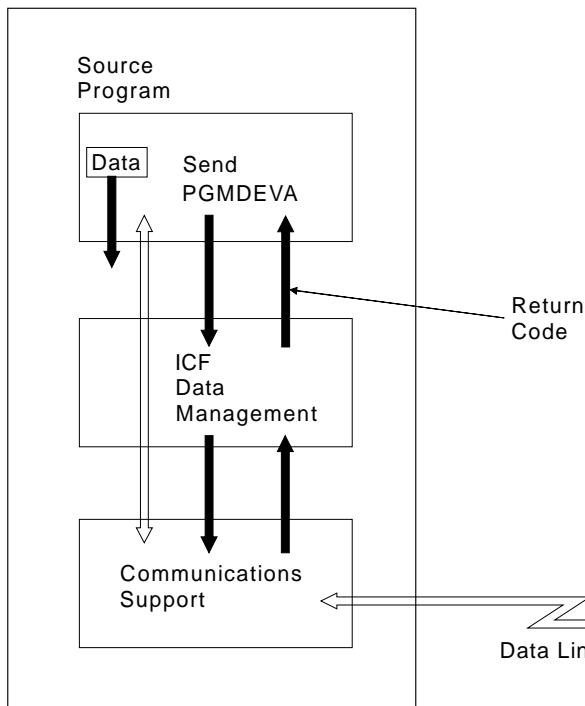 Source
Program
Data
Send
PGMDEVA
Return
Code
ICF
Data
Management
Communications
Support
Data Lin